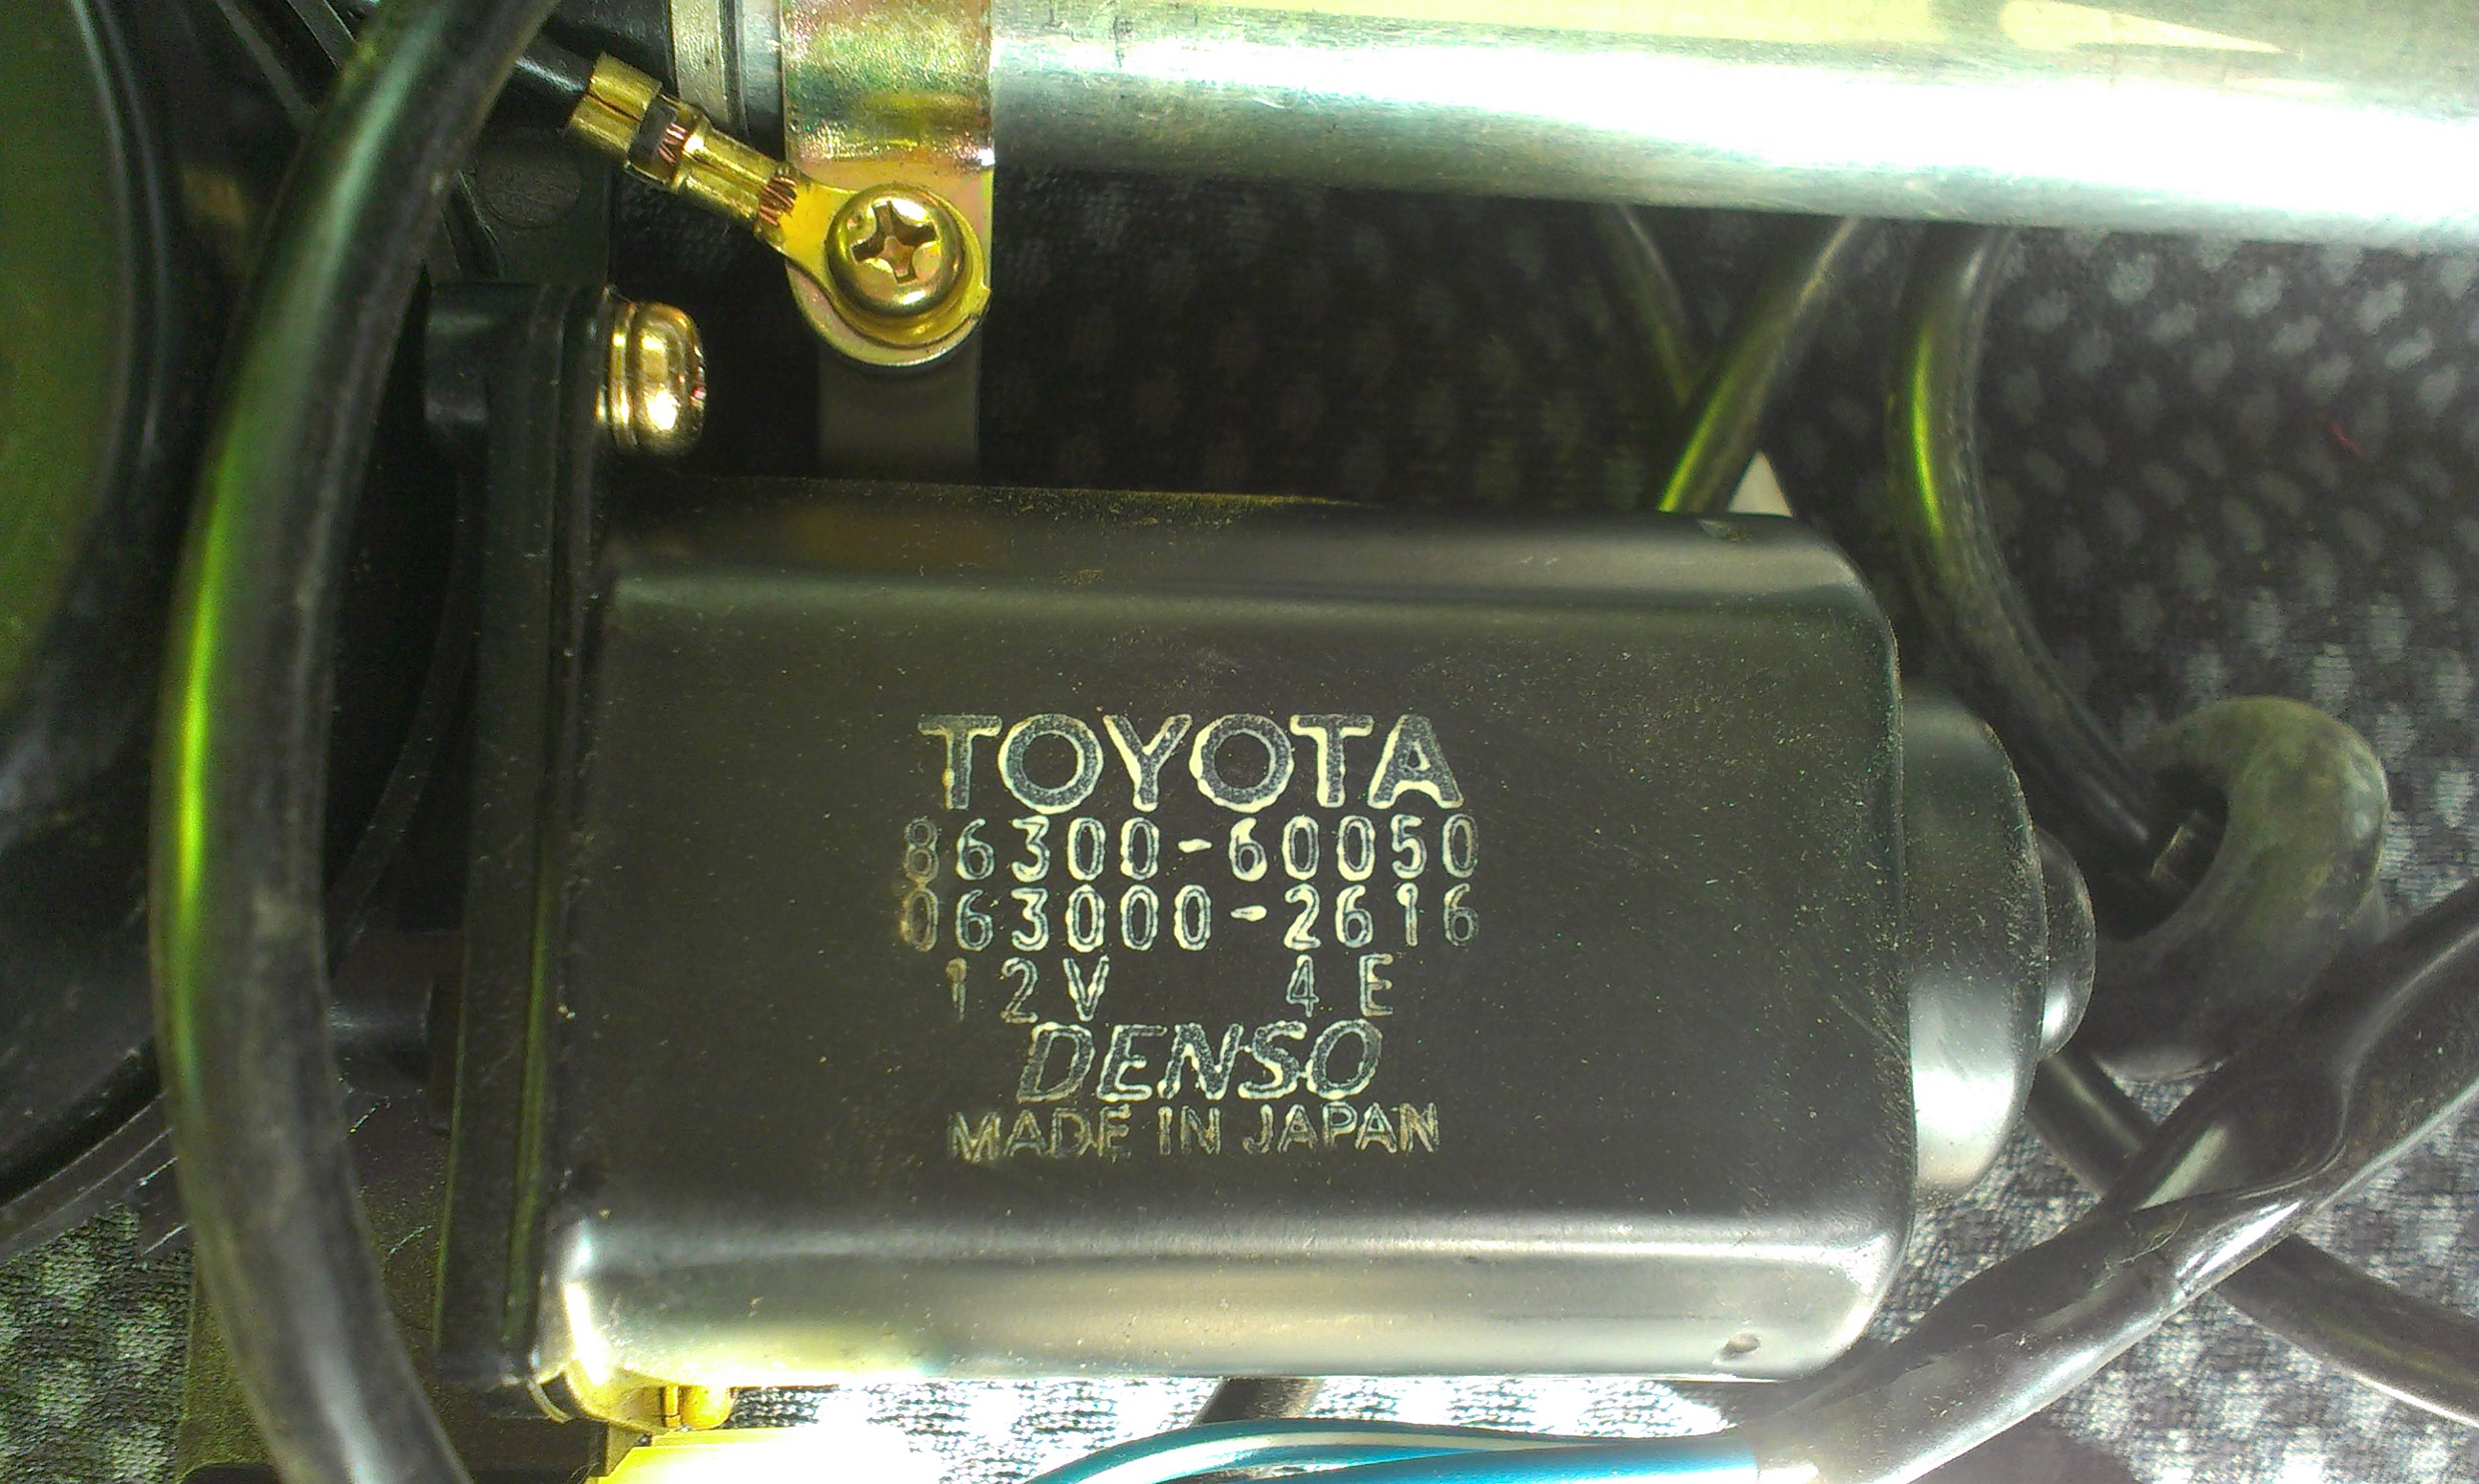 TOYOTA
86300-60050
063000-2616
12V 4E
DENSO
MADE IN JAPAN